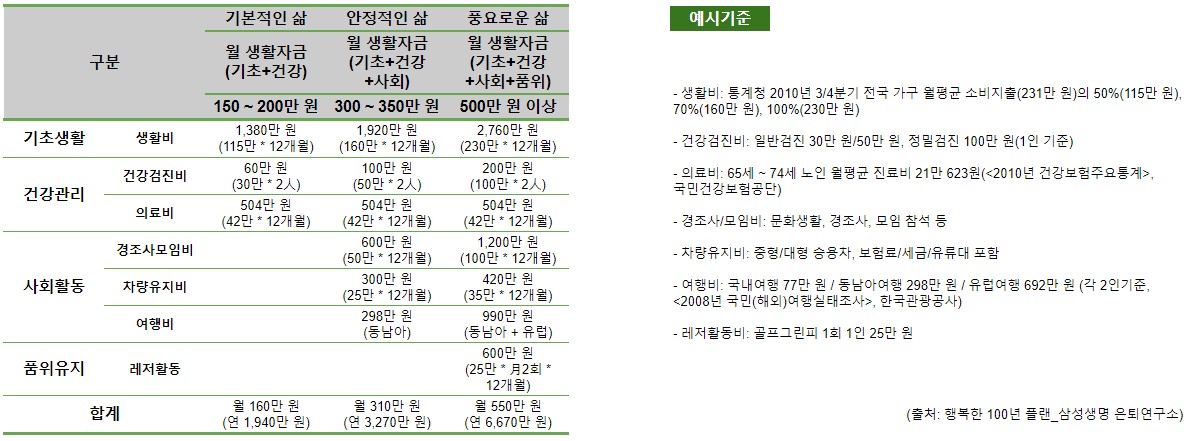 구분
기본적인 삶
안정적인 삶
풍요로운 삶
월 생활자금
(기초+건강)
월 생활자금
(기초+건강
+사회)
월 생활자금
(기초+건강
+사회+품위)
150 ~ 200만 원
300 ~ 350만 원
500만 원 이상
기초생활
생활비
1,380만 원
(115만 * 12개월)
1,920만 원
(160만 * 12개월)
2,760만 원
(230만 * 12개월)
건강관리
건강검진비
60만 원
(30만 * 2人)
100만 원
(50만 * 2人)
200만 원
(100만 * 2人)
의료비
504만 원
(42만 * 12개월)
504만 원
(42만 * 12개월)
504만 원
(42만 * 12개월)
사회활동
경조사모임비
600만 원
(50만 * 12개월)
1,200만 원
(100만 * 12개월)
차량유지비
300만 원
(25만 * 12개월)
420만 원
(35만 * 12개월)
여행비
298만 원
(동남아)
990만 원
(동남아 + 유럽)
품위유지
레저활동
600만 원
(25만 * 月2회 *
12개월)
합계
월 160만 원
(연 1,940만 원)
월 310만 원
(연 3,270만 원)
월 550만 원
(연 6,670만 원)
예시기준
- 생활비: 통계청 2010년 3/4분기 전국 가구 월평균 소비지출(231만 원)의 50%(115만 원),
70%(160만 원), 100%(230만 원)
- 건강검진비: 일반검진 30만 원/50만 원, 정밀검진 100만 원(1인 기준)
- 의료비: 65세 ~ 74세 노인 월평균 진료비 21만 623원(<2010년 건강보험주요통계>,
국민건강보험공단)
- 경조사/모임비: 문화생활, 경조사, 모임 참석 등
- 차량유지비: 중형/대형 승용차, 보험료/세금/유류대 포함
- 여행비: 국내여행 77만 원 / 동남아여행 298만 원 / 유럽여행 692만 원 (각 2인기준,
<2008년 국민(해외)여행실태조사>, 한국관광공사)
- 레저활동비: 골프그린피 1회 1인 25만 원
(출처: 행복한 100년 플랜_삼성생명 은퇴연구소)